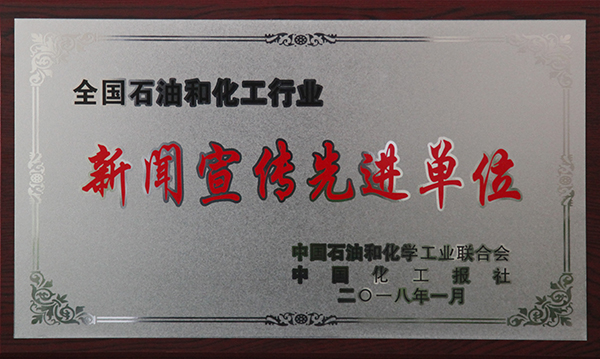 全国石油和化工行业
新闻宣传先进单位
中国石油和化学工业联合会
中国化工报社
二〇一八年一月